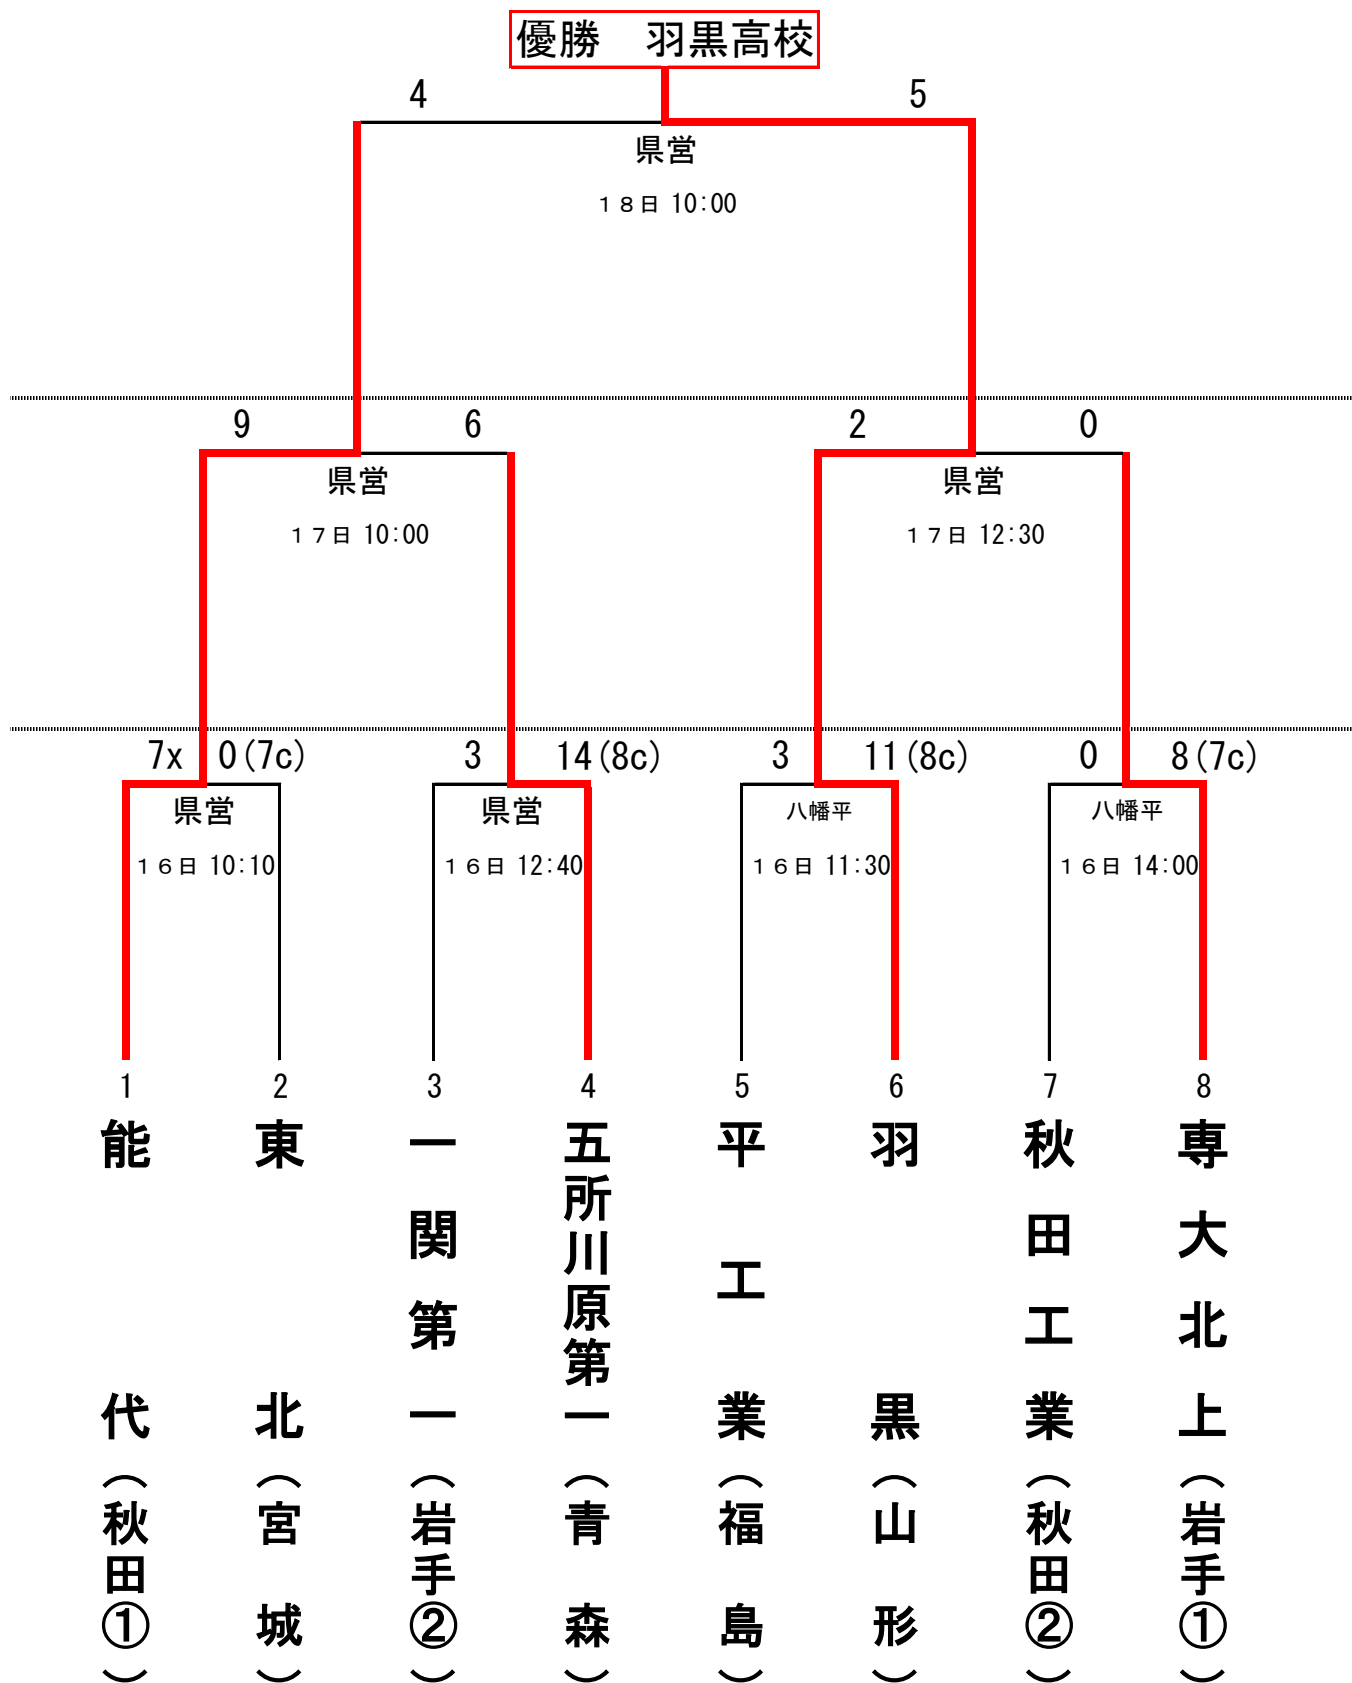 優勝　羽黒高校
4 5
県営
１８日 10:00
9 6 2 0
県営 県営
１７日 10:00 １７日 12:30
7x 0(7c) 3 14(8c) 3 11(8c) 0 8(7c)
県営 県営 八幡平 八幡平
１６日 10:10 １６日 12:40 １６日 11:30 １６日 14:00
1 2 3 4 5 6 7 8
能代（秋田①）
東北（宮城）
一関第一（岩手②）
五所川原第一（青森）
平工業（福島）
羽黒（山形）
秋田工業（秋田②）
専大北上（岩手①）